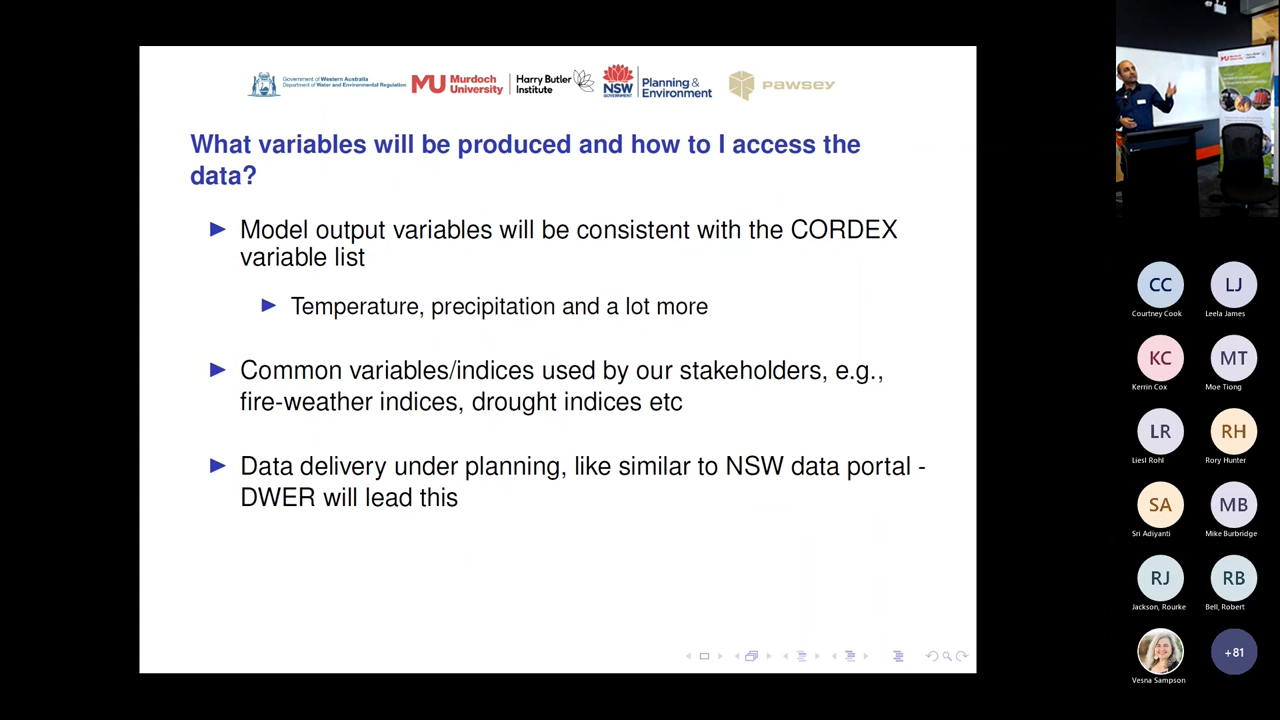 Government of Western Australia
Department of Water and Environmental Regulation
MU Murdoch University
Harry Butler Institute
NSW GOVERNMENT
Planning & Environment
PAWSEY
What variables will be produced and how to I access the
data?
Model output variables will be consistent with the CORDEX
variable list
Temperature, precipitation and a lot more
Common variables/indices used by our stakeholders, e.g.,
fire-weather indices, drought indices etc
Data delivery under planning, like similar to NSW data portal -
DWER will lead this
CC
LJ
Courtney Cook
Leela James
KC
MT
Kerrin Cox
Moe Tiong
LR
RH
Liesl Rohl
Rory Hunter
SA
MB
Sri Adiyanti
Mike Burbridge
RJ
RB
Jackson, Rourke
Bell, Robert
+81
Vesna Sampson